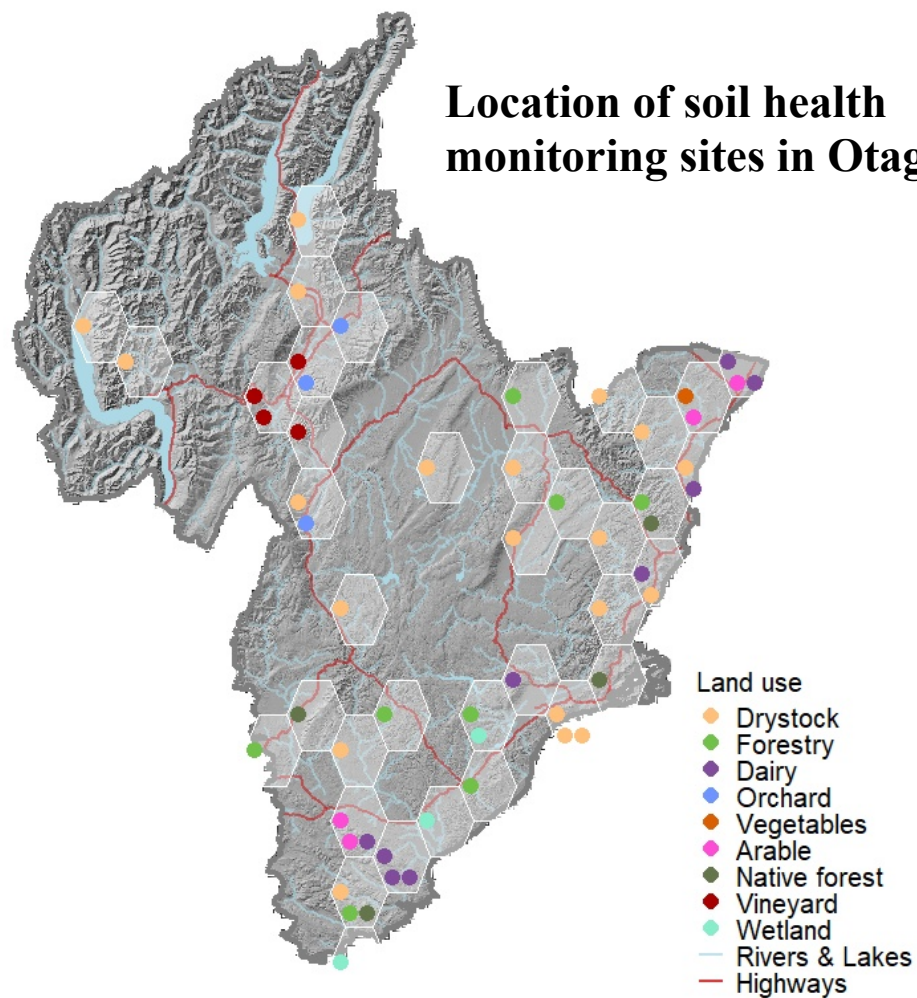 Location of soil health
monitoring sites in Otag
Land use
Drystock
Forestry
Dairy
Orchard
Vegetables
Arable
Native forest
Vineyard
Wetland
Rivers & Lakes
Highways